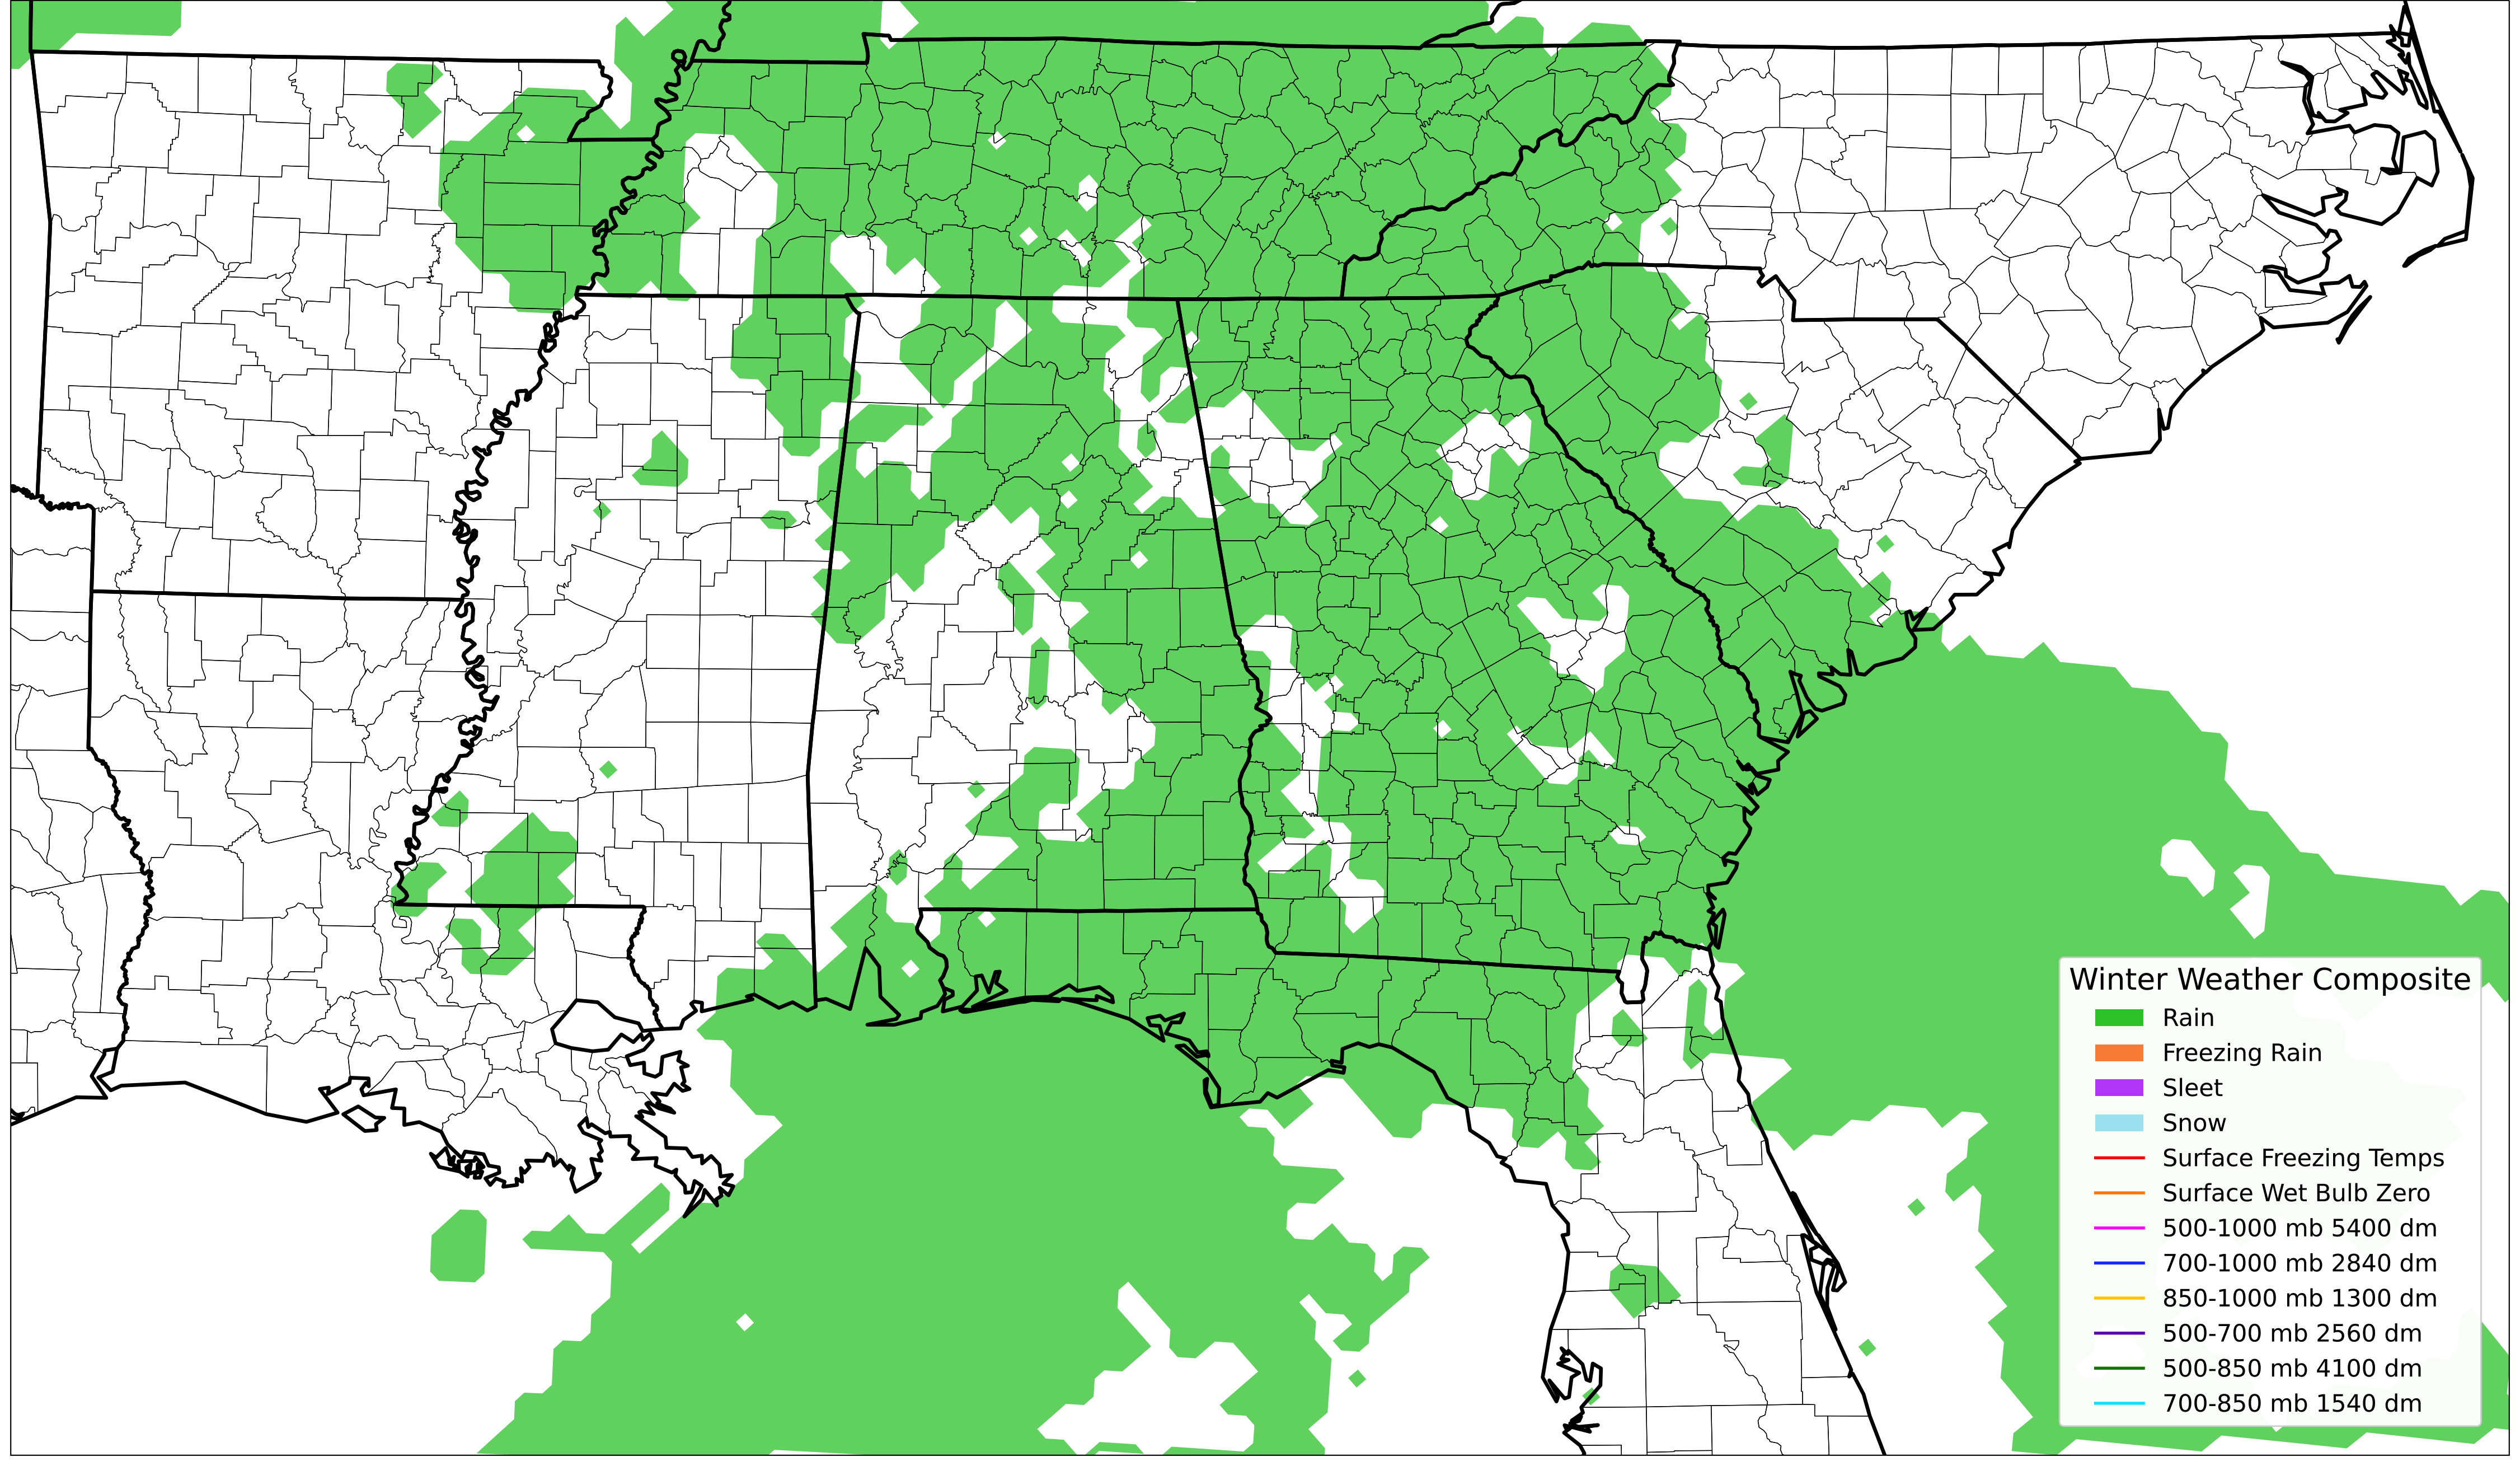 Winter Weather Composite
Rain
Freezing Rain
Sleet
Snow
Surface Freezing Temps
Surface Wet Bulb Zero
500-1000 mb 5400 dm
700-1000 mb 2840 dm
850-1000 mb 1300 dm
500-700 mb 2560 dm
500-850 mb 4100 dm
700-850 mb 1540 dm